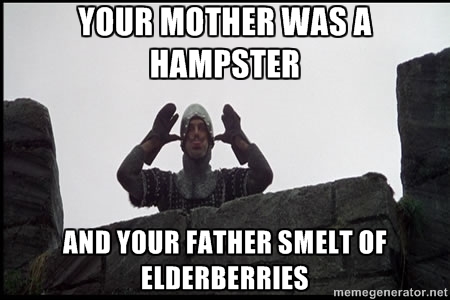 YOUR MOTHER WAS A
HAMPSTER
AND YOUR FATHER SMELT OF
ELDERBERRIES
memegenerator.net